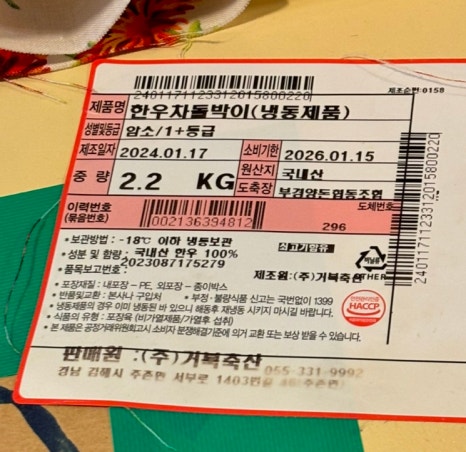 2401171123312015800220
제조순번:0158
제품명 한우차돌박이(냉동제품)
성별및등급 암소/1+등급
제조일자 2024.01.17 소비기한 2026.01.15
중 량 2.2 KG 원산지 국내산
도축장 부경양돈협동조합
이력번호 (묶음번호) 002136394812 도체번호 296
2401171123312015800220
• 보관방법 : -18℃ 이하 냉동보관 쇠고기암유
• 성분 및 함량 : 국내산 한우 100%
• 품목보고번호 : 2023087175279 제조원 :(주)거북축산
OTHER
• 포장재질 : 내포장 - PE, 외포장 - 종이박스
• 반품및교환 : 본사나 구입처 • 부정·불량식품 신고는 국번없이 1399
• 냉동제품의 경우 이미 냉동된 바 있으니 해동후 재냉동 시키지 마시길 바랍니다.
• 식품의 유형 : 포장육 (비가열제품/가열후 섭취)
• 본 제품은 공정거래위원회고시 소비자 분쟁해결기준에 의거 교환 또는 보상 받을 수 있습니다.
HACCP
판매원 :(주)거북축산 055-331-9992
경남 김해시 주촌면 서부로 1403번길